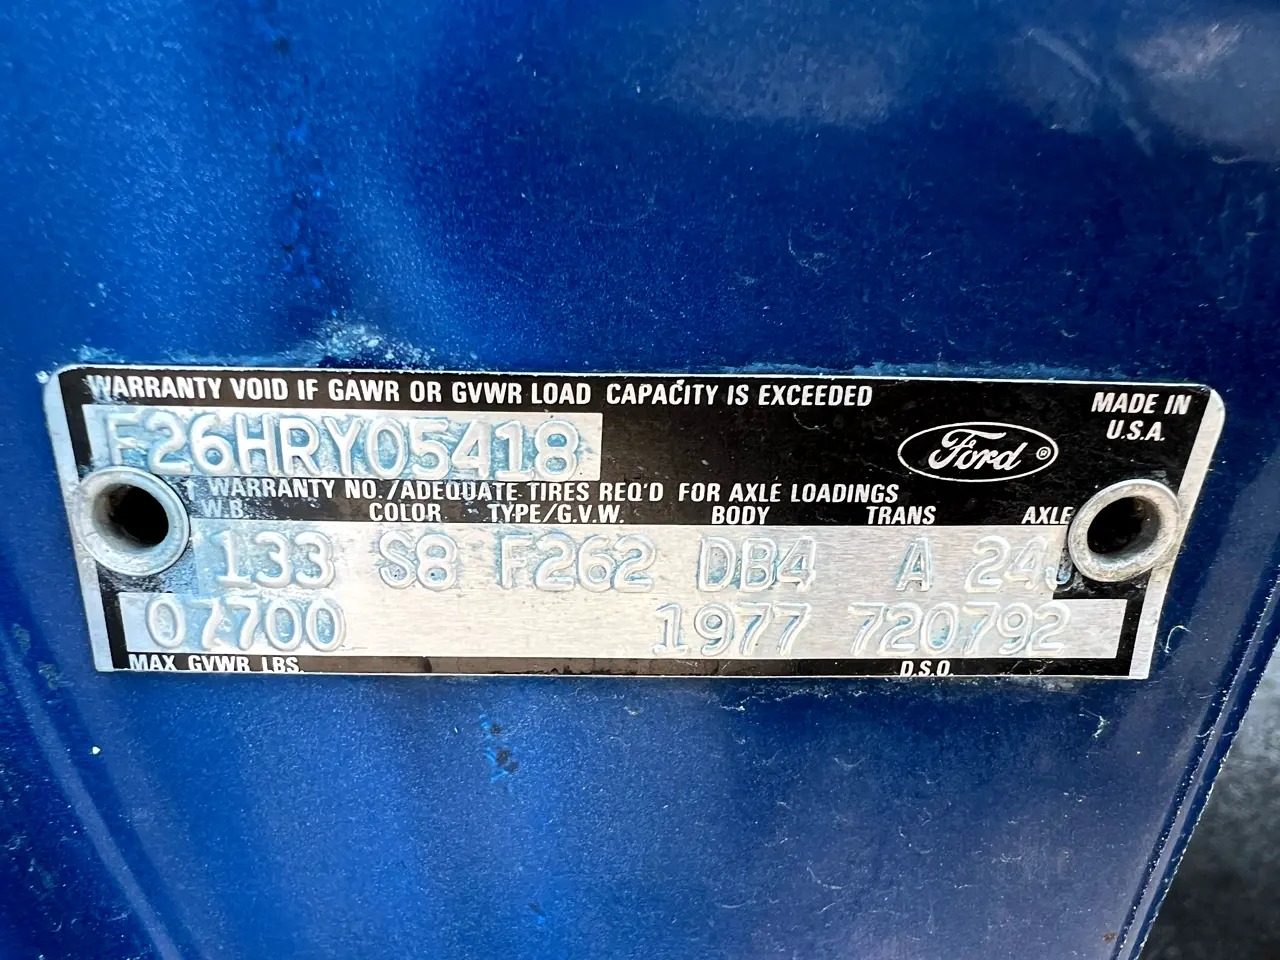 WARRANTY VOID IF GAWR OR GVWR LOAD CAPACITY IS EXCEEDED
MADE IN
U.S.A.
F26HRY05418
Ford ®
WARRANTY NO./ADEQUATE TIRES REQ'D FOR AXLE LOADINGS
W.B. COLOR TYPE/G.V.W. BODY TRANS AXLE
133 S8 F262 DB4 A 24J
07700 1977 720792
MAX GVWR LBS. D.S.O.